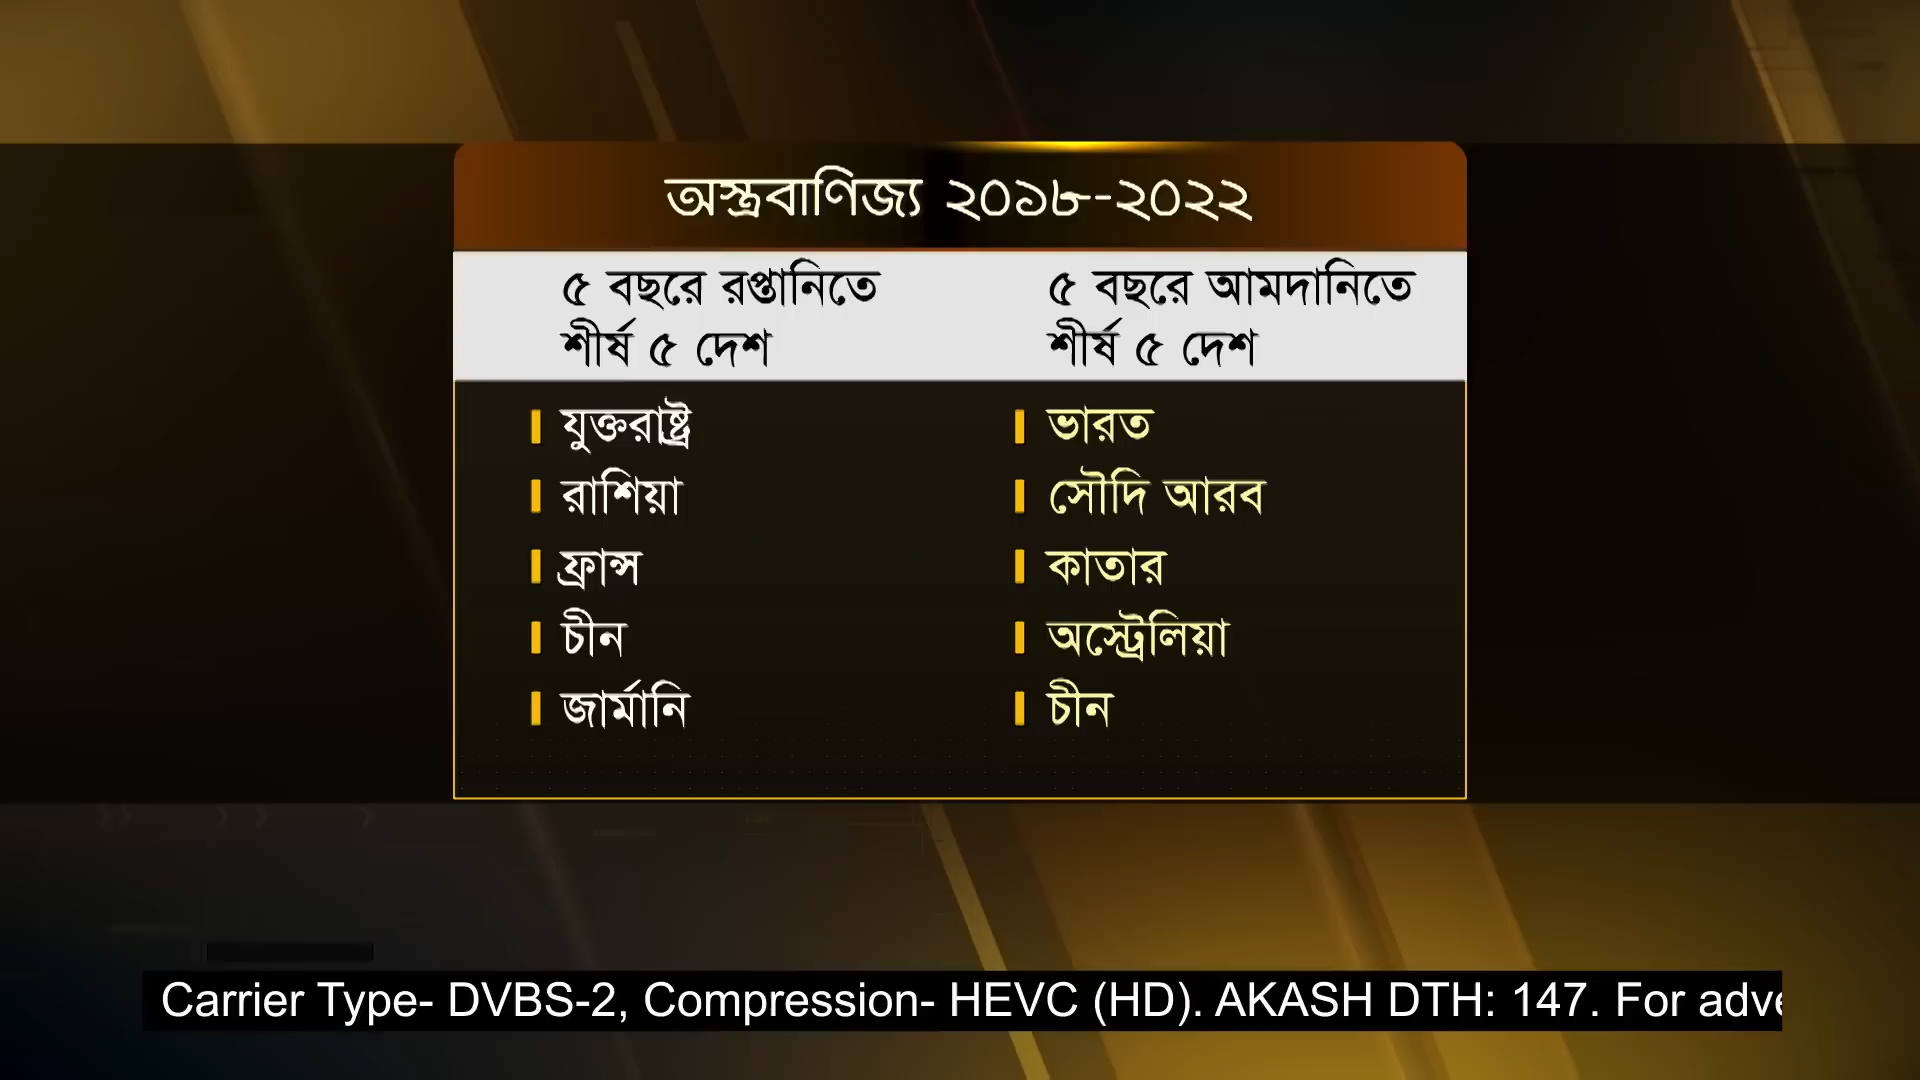 অস্ত্রবাণিজ্য ২০১৮-২০২২
৫ বছরে রপ্তানিতে
শীর্ষ ৫ দেশ
যুক্তরাষ্ট্র
রাশিয়া
ফ্রান্স
চীন
জার্মানি
৫ বছরে আমদানিতে
শীর্ষ ৫ দেশ
ভারত
সৌদি আরব
কাতার
অস্ট্রেলিয়া
চীন
Carrier Type- DVBS-2, Compression- HEVC (HD). AKASH DTH: 147. For adve